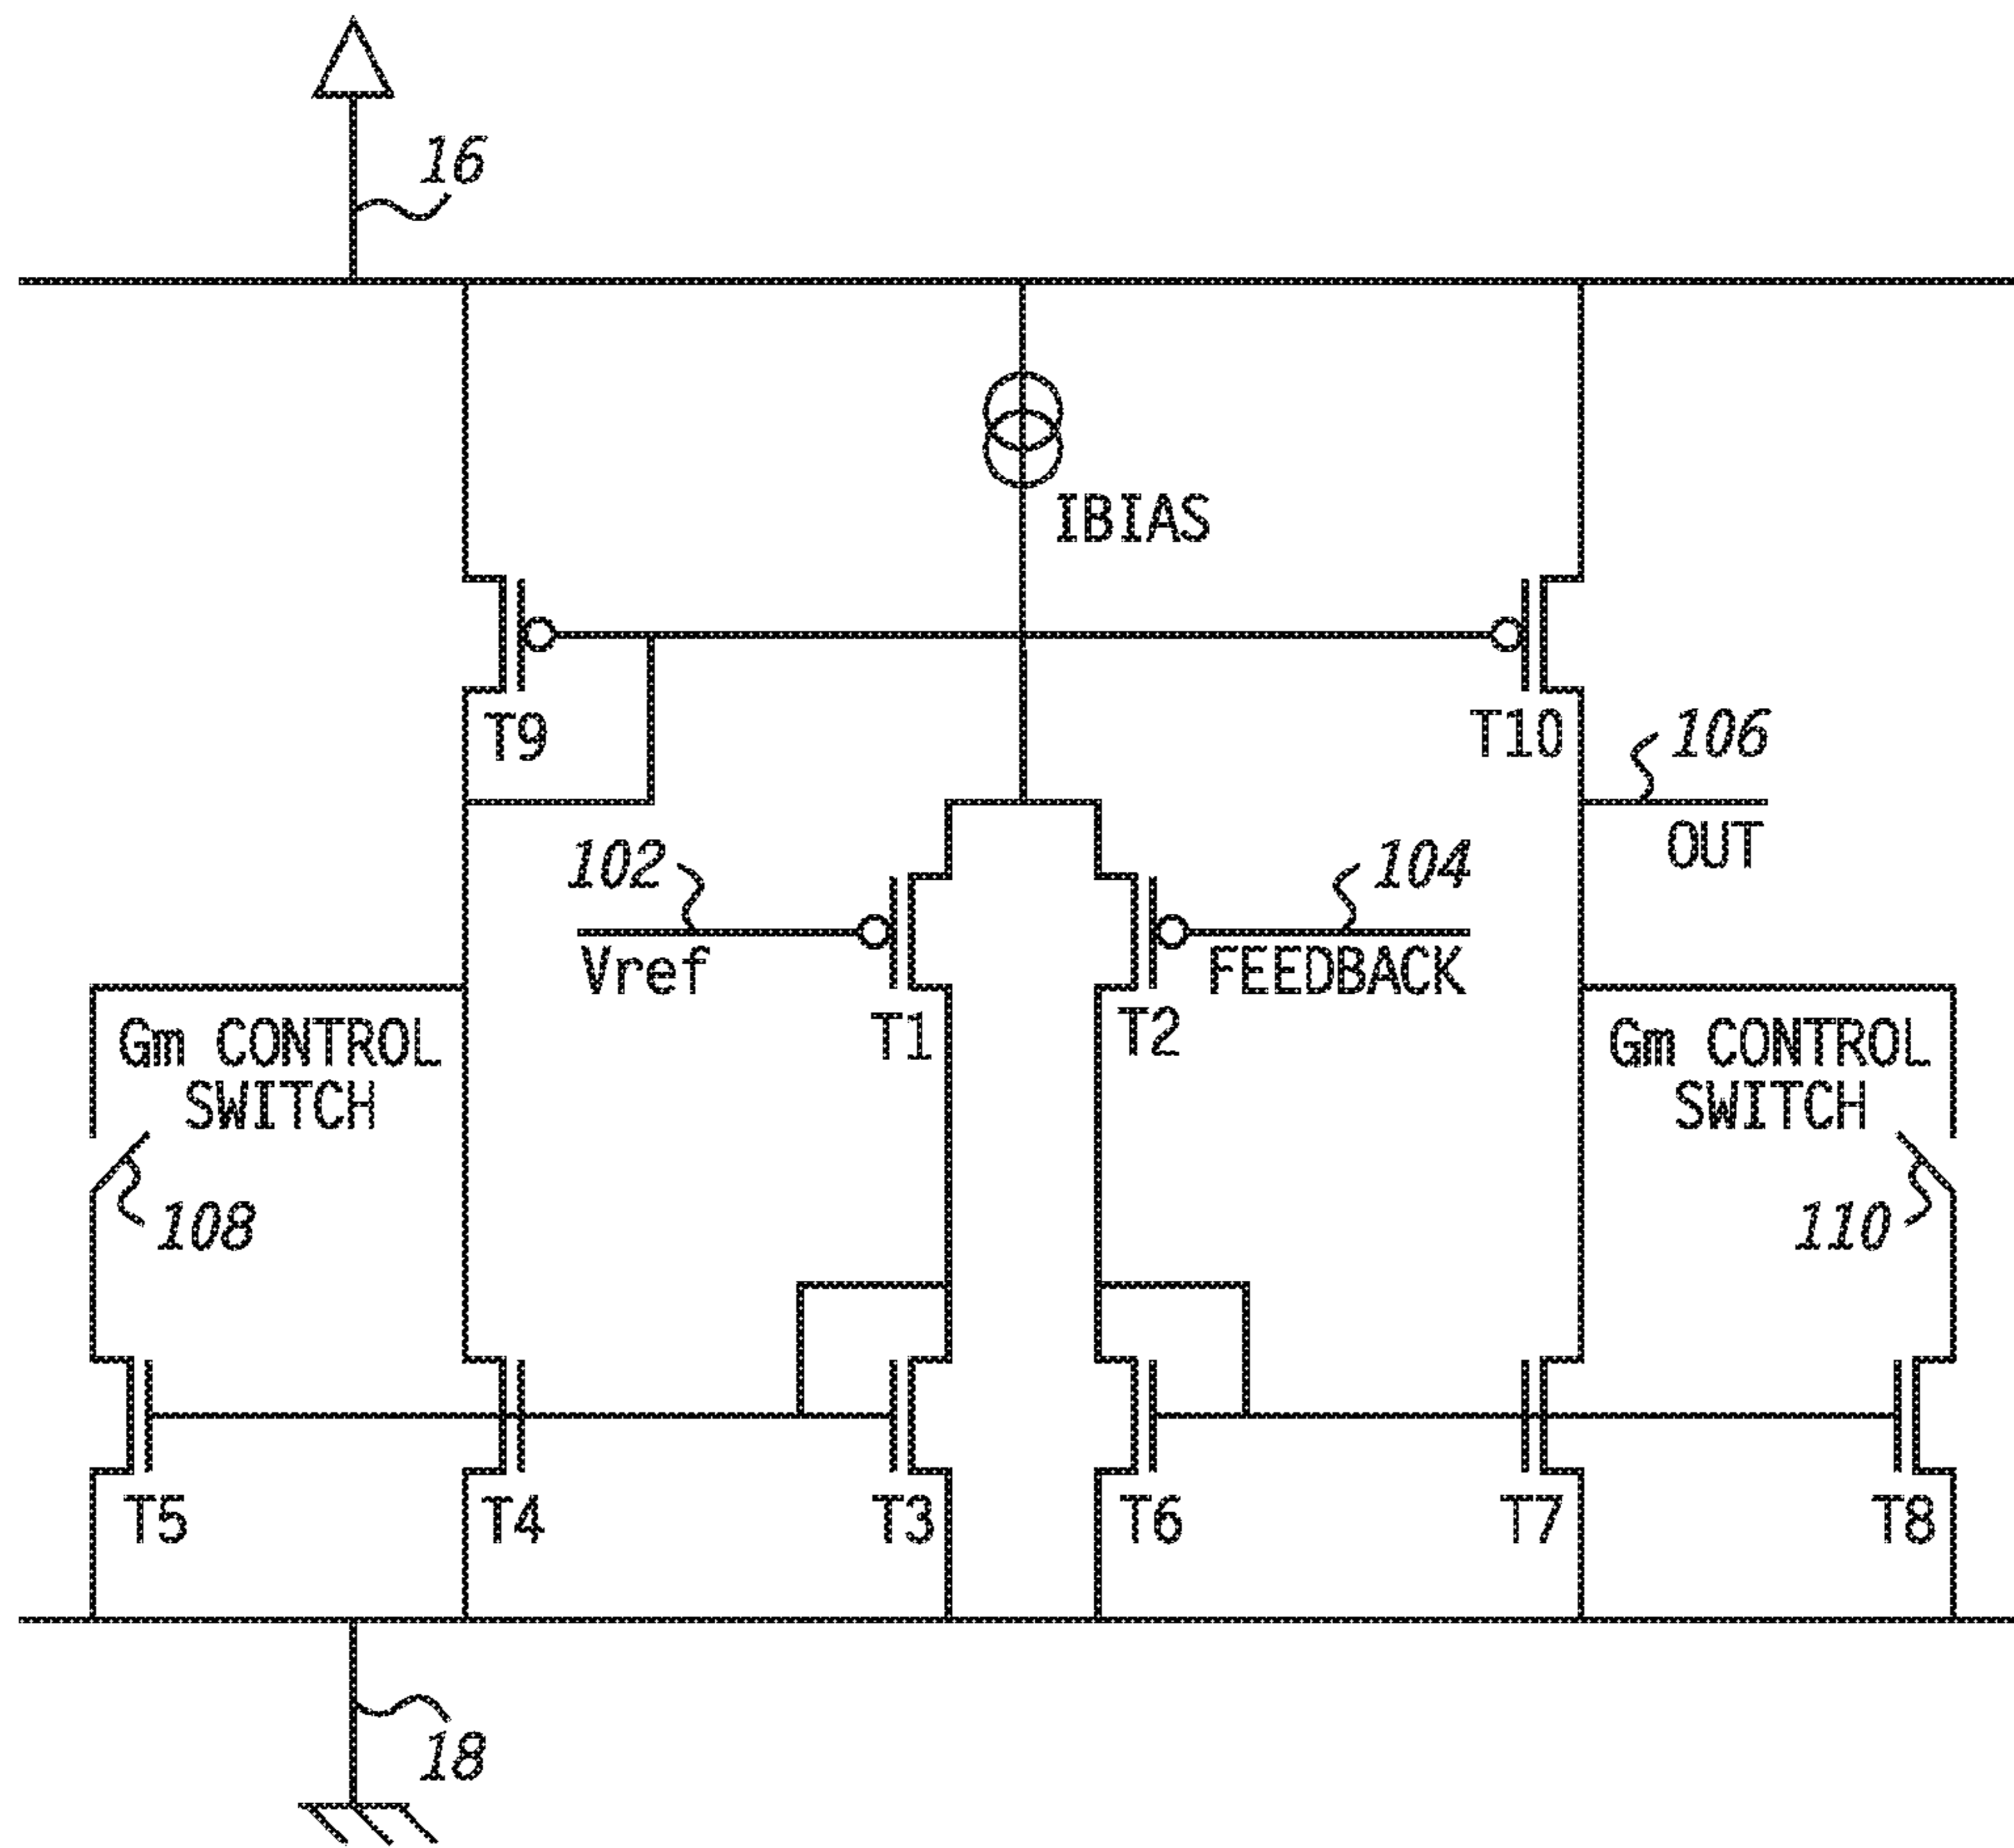 16
IBIAS
T9
T10
106
OUT
102
104
Vref
FEEDBACK
T1
T2
Gm CONTROL
SWITCH
Gm CONTROL
SWITCH
108
110
T5
T4
T3
T6
T7
T8
18